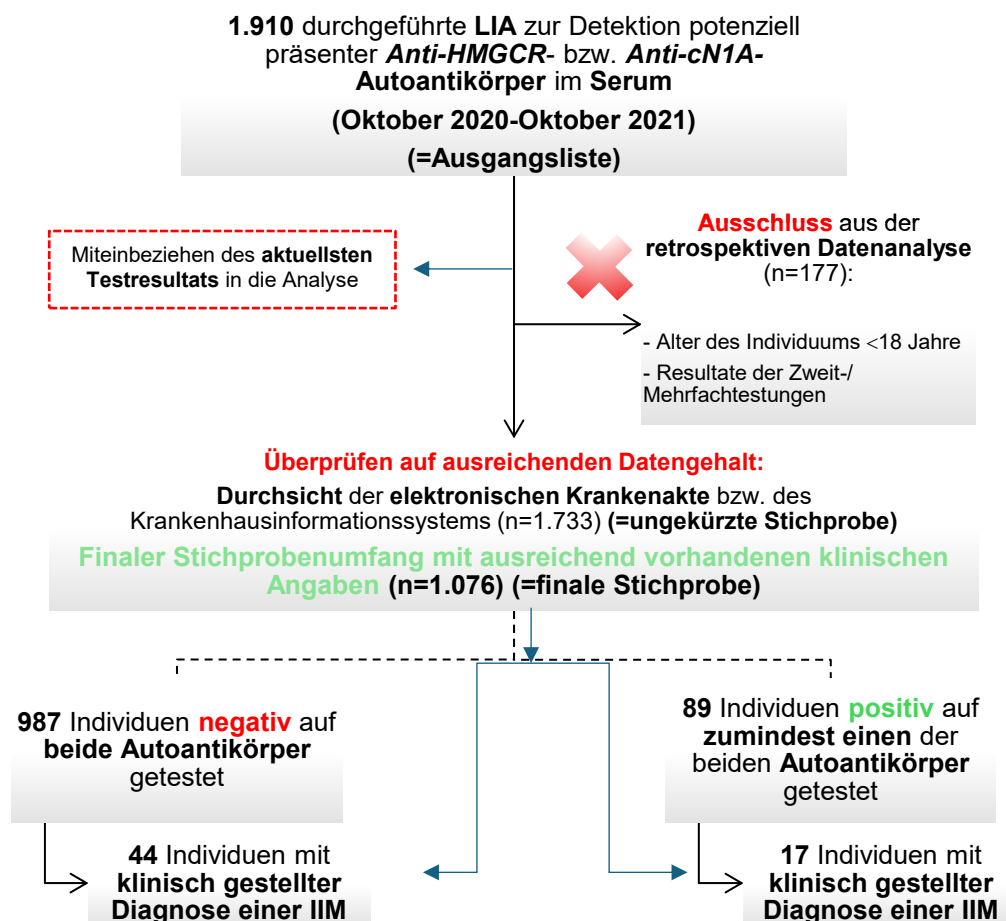 1.910 durchgeführte LIA zur Detektion potenziell
präsenter Anti-HMGCR- bzw. Anti-cN1A-
Autoantikörper im Serum
(Oktober 2020-Oktober 2021)
(=Ausgangsliste)
Miteinbeziehen des aktuellsten
Testresultats in die Analyse
Ausschluss aus der
retrospektiven Datenanalyse
(n=177):
- Alter des Individuums <18 Jahre
- Resultate der Zweit-/
Mehrfachtestungen
Überprüfen auf ausreichenden Datengehalt:
Durchsicht der elektronischen Krankenakte bzw. des
Krankenhausinformationssystems (n=1.733) (=ungekürzte Stichprobe)
Finaler Stichprobenumfang mit ausreichend vorhandenen klinischen
Angaben (n=1.076) (=finale Stichprobe)
987 Individuen negativ auf
beide Autoantikörper
getestet
89 Individuen positiv auf
zumindest einen der
beiden Autoantikörper
getestet
44 Individuen mit
klinisch gestellter
Diagnose einer IIM
17 Individuen mit
klinisch gestellter
Diagnose einer IIM